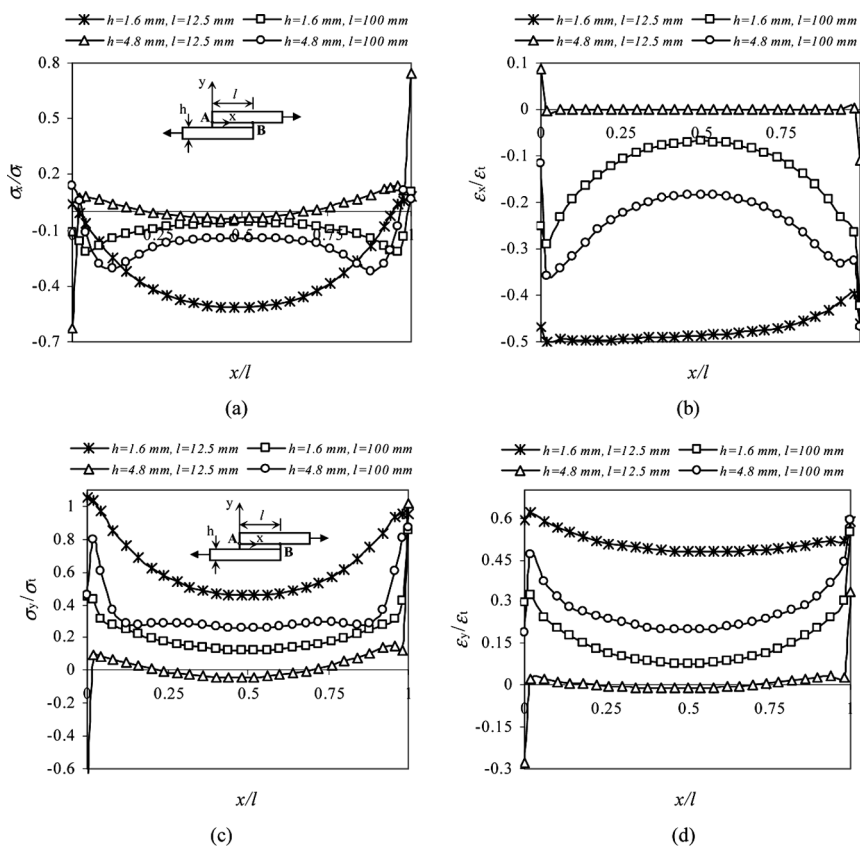 h=1.6 mm, l=12.5 mm h=1.6 mm, l=100 mm
h=4.8 mm, l=12.5 mm h=4.8 mm, l=100 mm
0.8
0.5
0.2
-0.1
-0.4
-0.7
σx/σt
y
l
h
A x
B
0.25 0.5 0.75 1
x/l
(a)
h=1.6 mm, l=12.5 mm h=1.6 mm, l=100 mm
h=4.8 mm, l=12.5 mm h=4.8 mm, l=100 mm
0.1
0
-0.1
-0.2
-0.3
-0.4
-0.5
εx/εt
0 0.25 0.5 0.75
x/l
(b)
h=1.6 mm, l=12.5 mm h=1.6 mm, l=100 mm
h=4.8 mm, l=12.5 mm h=4.8 mm, l=100 mm
1
0.8
0.6
0.4
0.2
0
-0.2
-0.4
-0.6
σy/σt
y
l
h
A x
B
0 0.25 0.5 0.75 1
x/l
(c)
h=1.6 mm, l=12.5 mm h=1.6 mm, l=100 mm
h=4.8 mm, l=12.5 mm h=4.8 mm, l=100 mm
0.6
0.45
0.3
0.15
0
-0.15
-0.3
εy/εt
0 0.25 0.5 0.75 1
x/l
(d)